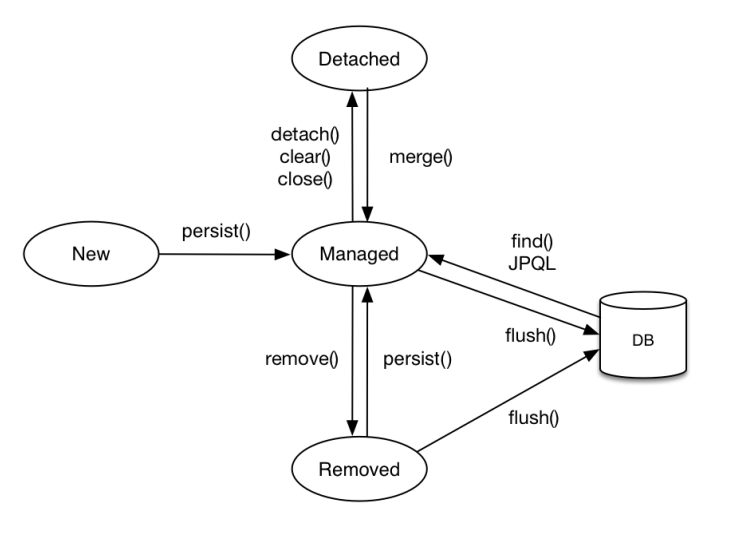 Detached
detach()
clear()
close()
merge()
persist()
New
Managed
find()
JPQL
flush()
DB
remove()
persist()
flush()
Removed